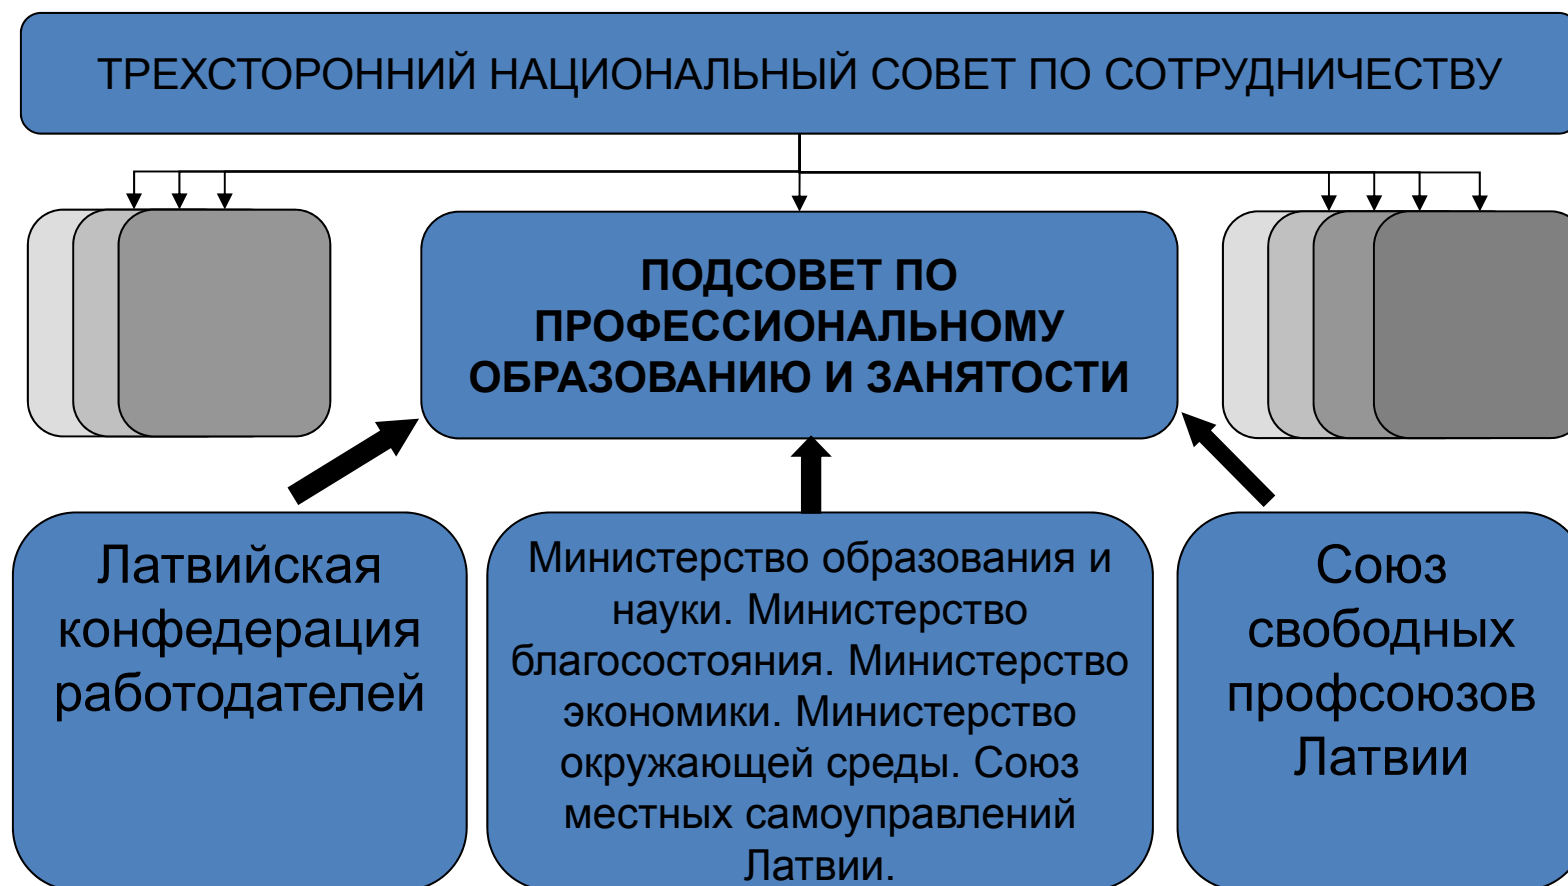 ТРЕХСТОРОННИЙ НАЦИОНАЛЬНЫЙ СОВЕТ ПО СОТРУДНИЧЕСТВУ
ПОДСОВЕТ ПО
ПРОФЕССИОНАЛЬНОМУ
ОБРАЗОВАНИЮ И ЗАНЯТОСТИ
Латвийская
конфедерация
работодателей
Министерство образования и
науки. Министерство
благосостояния. Министерство
экономики. Министерство
окружающей среды. Союз
местных самоуправлений
Латвии.
Союз
свободных
профсоюзов
Латвии